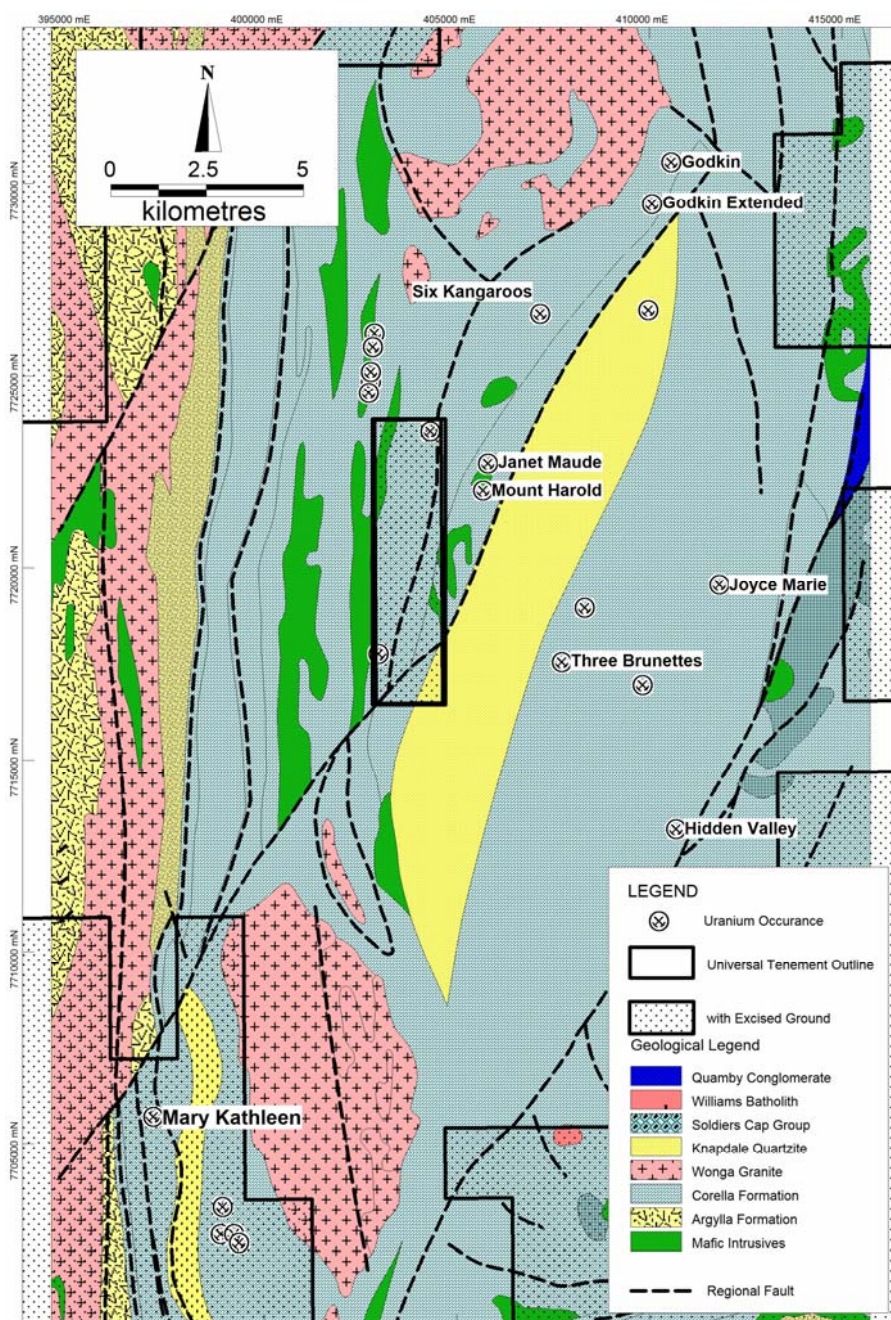 395000 mE
400000 mE
405000 mE
410000 mE
415000 mE
N
0 2.5 5
kilometres
7730000 mN
7725000 mN
7720000 mN
7715000 mN
7710000 mN
7705000 mN
Godkin
Godkin Extended
Six Kangaroos
Janet Maude
Mount Harold
Joyce Marie
Three Brunettes
Hidden Valley
Mary Kathleen
LEGEND
Uranium Occurance
Universal Tenement Outline
with Excised Ground
Geological Legend
Quamby Conglomerate
Williams Batholith
Soldiers Cap Group
Knapdale Quartzite
Wonga Granite
Corella Formation
Argylla Formation
Mafic Intrusives
Regional Fault